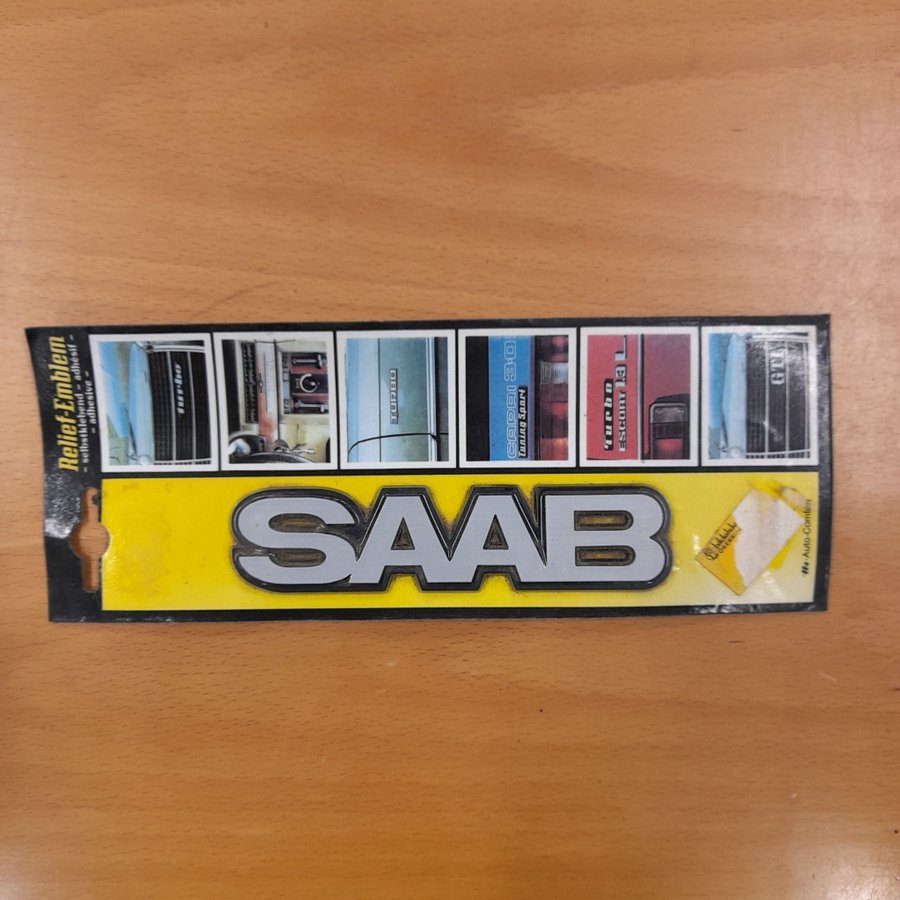 Relief-Emblem
– selbstklebend – adhésif –
– adhesive –
turbo
TURBO
CAPRI 3.0
Tuning Sport
Turbo
ESCORT 1.3 L
GTI
SAAB
Auto-Comfort